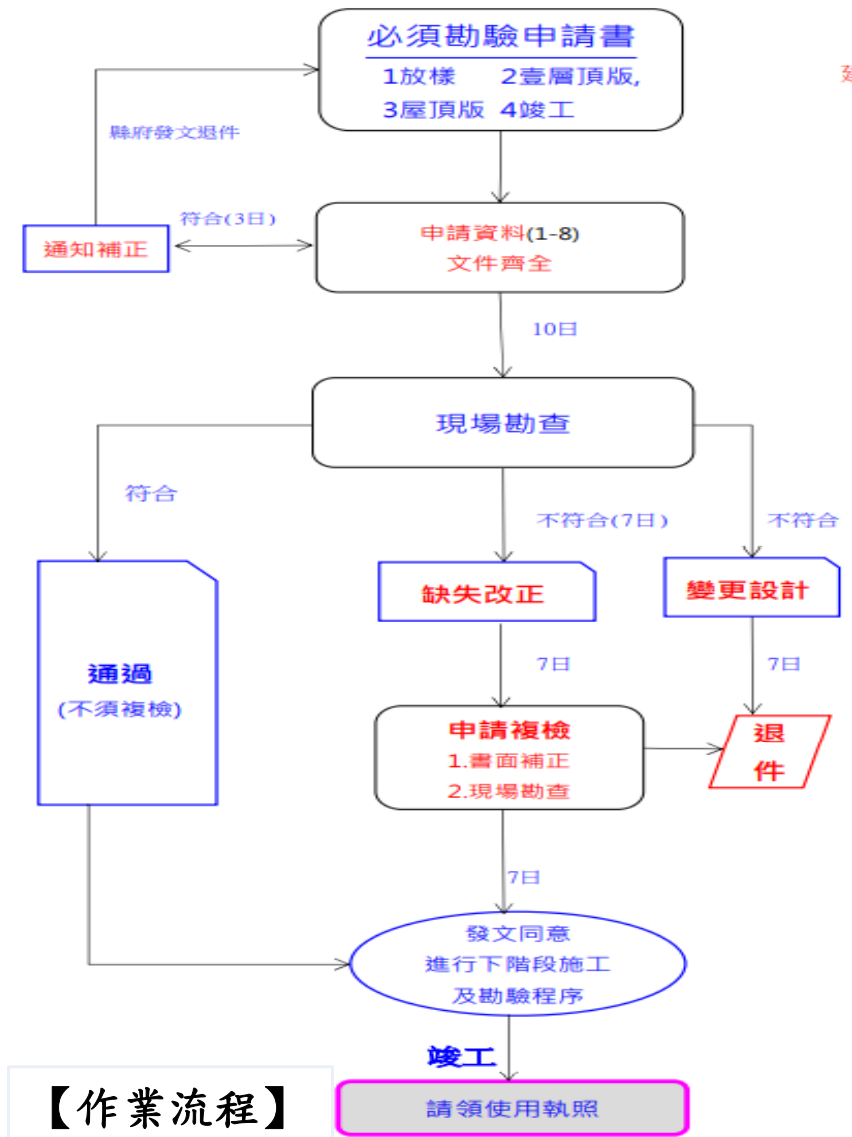 必須勘驗申請書
1放樣 2壹層頂版,
3屋頂版 4竣工
縣府發文退件
符合(3日)
通知補正
申請資料(1-8)
文件齊全
10日
現場勘查
符合
不符合(7日)
不符合
缺失改正
變更設計
通過
(不須複檢)
7日
7日
申請複檢
1.書面補正
2.現場勘查
退
件
7日
發文同意
進行下階段施工
及勘驗程序
竣工
【作業流程】
請領使用執照